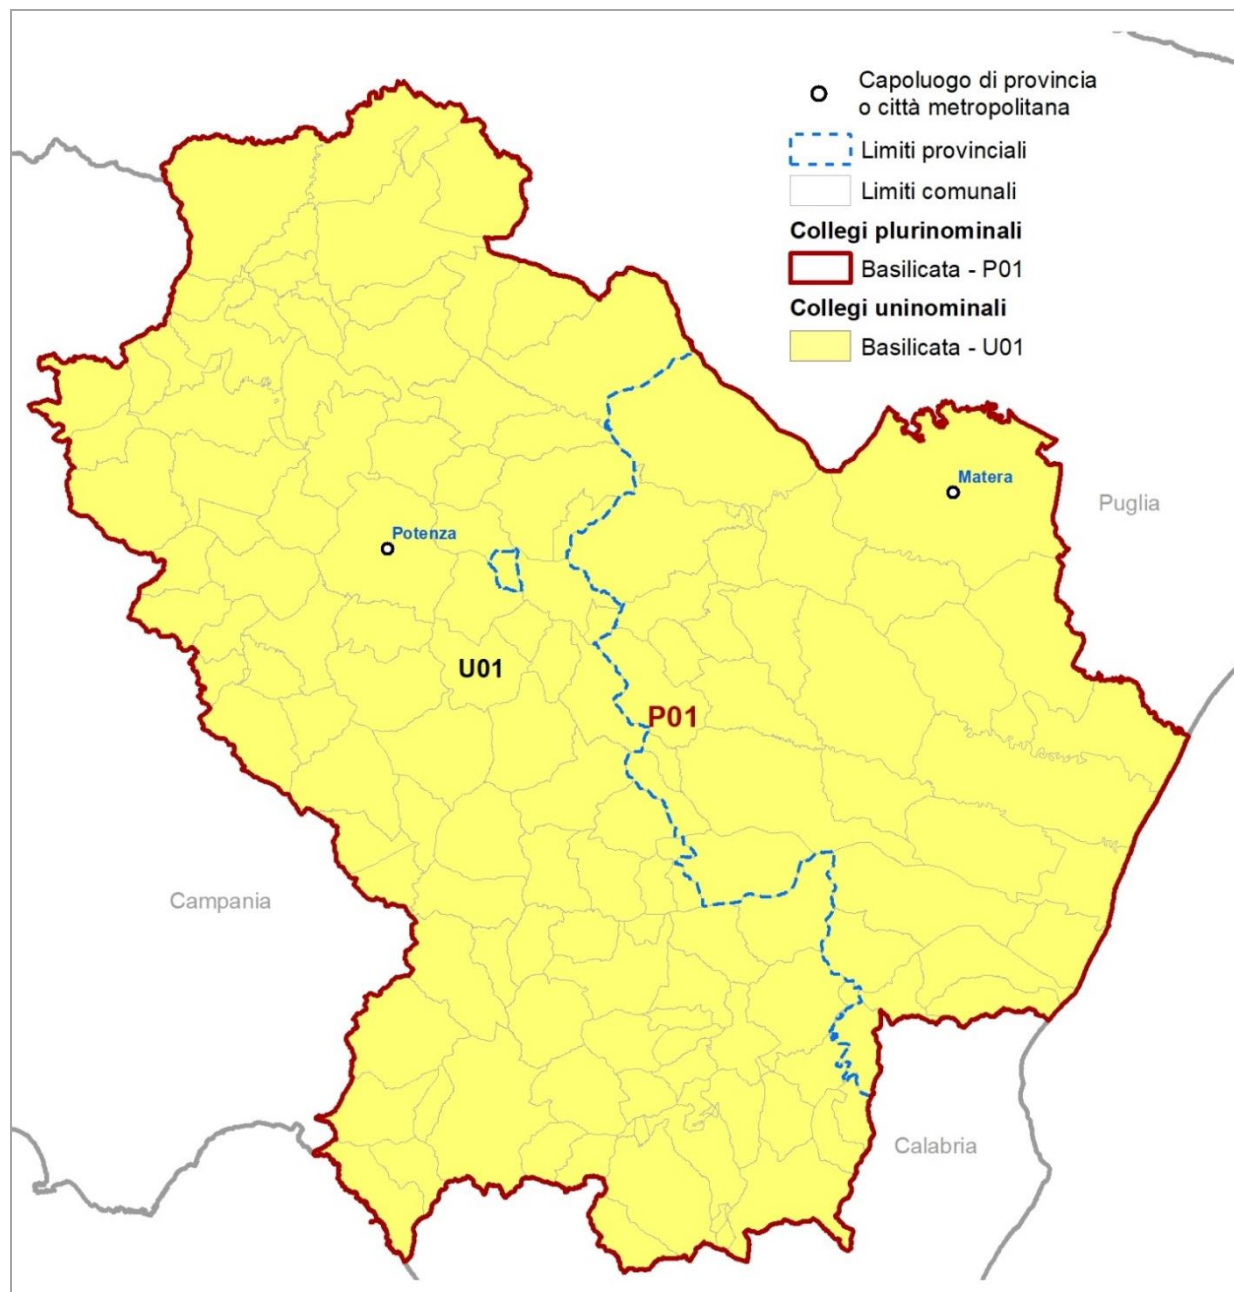 Capoluogo di provincia
o città metropolitana
Limiti provinciali
Limiti comunali
Collegi plurinominali
Basilicata - P01
Collegi uninominali
Basilicata - U01
Matera
Puglia
Potenza
U01
P01
Campania
Calabria